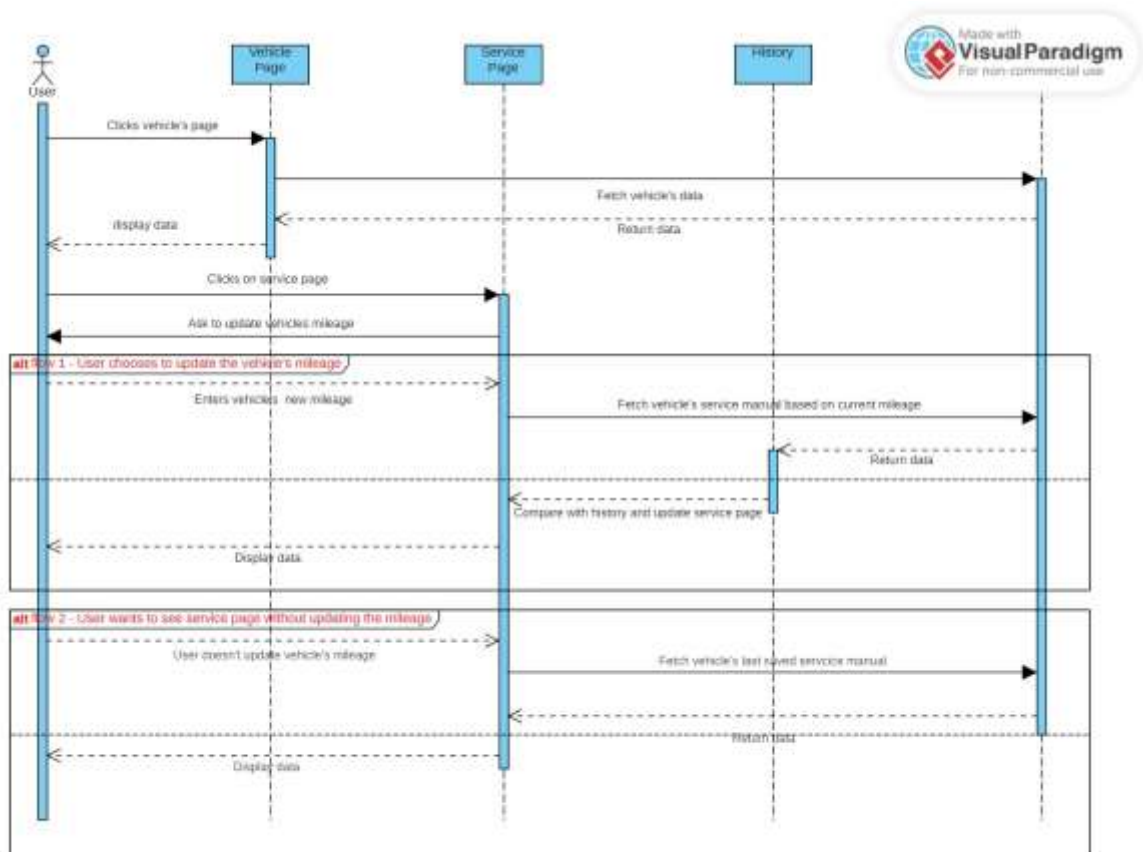 Made with
Visual Paradigm
For non-commercial use
User
Vehicle
Page
Service
Page
History
Clicks vehicle's page
Fetch vehicle's data
Return data
display data
Clicks on service page
Ask to update vehicles mileage
alt flow 1 - User chooses to update the vehicle's mileage
Enters vehicles new mileage
Fetch vehicle's service manual based on current mileage
Return data
Compare with history and update service page
Display data
alt flow 2 - User wants to see service page without updating the mileage
User doesn't update vehicle's mileage
Fetch vehicle's last saved servcice manual
Return data
Display data